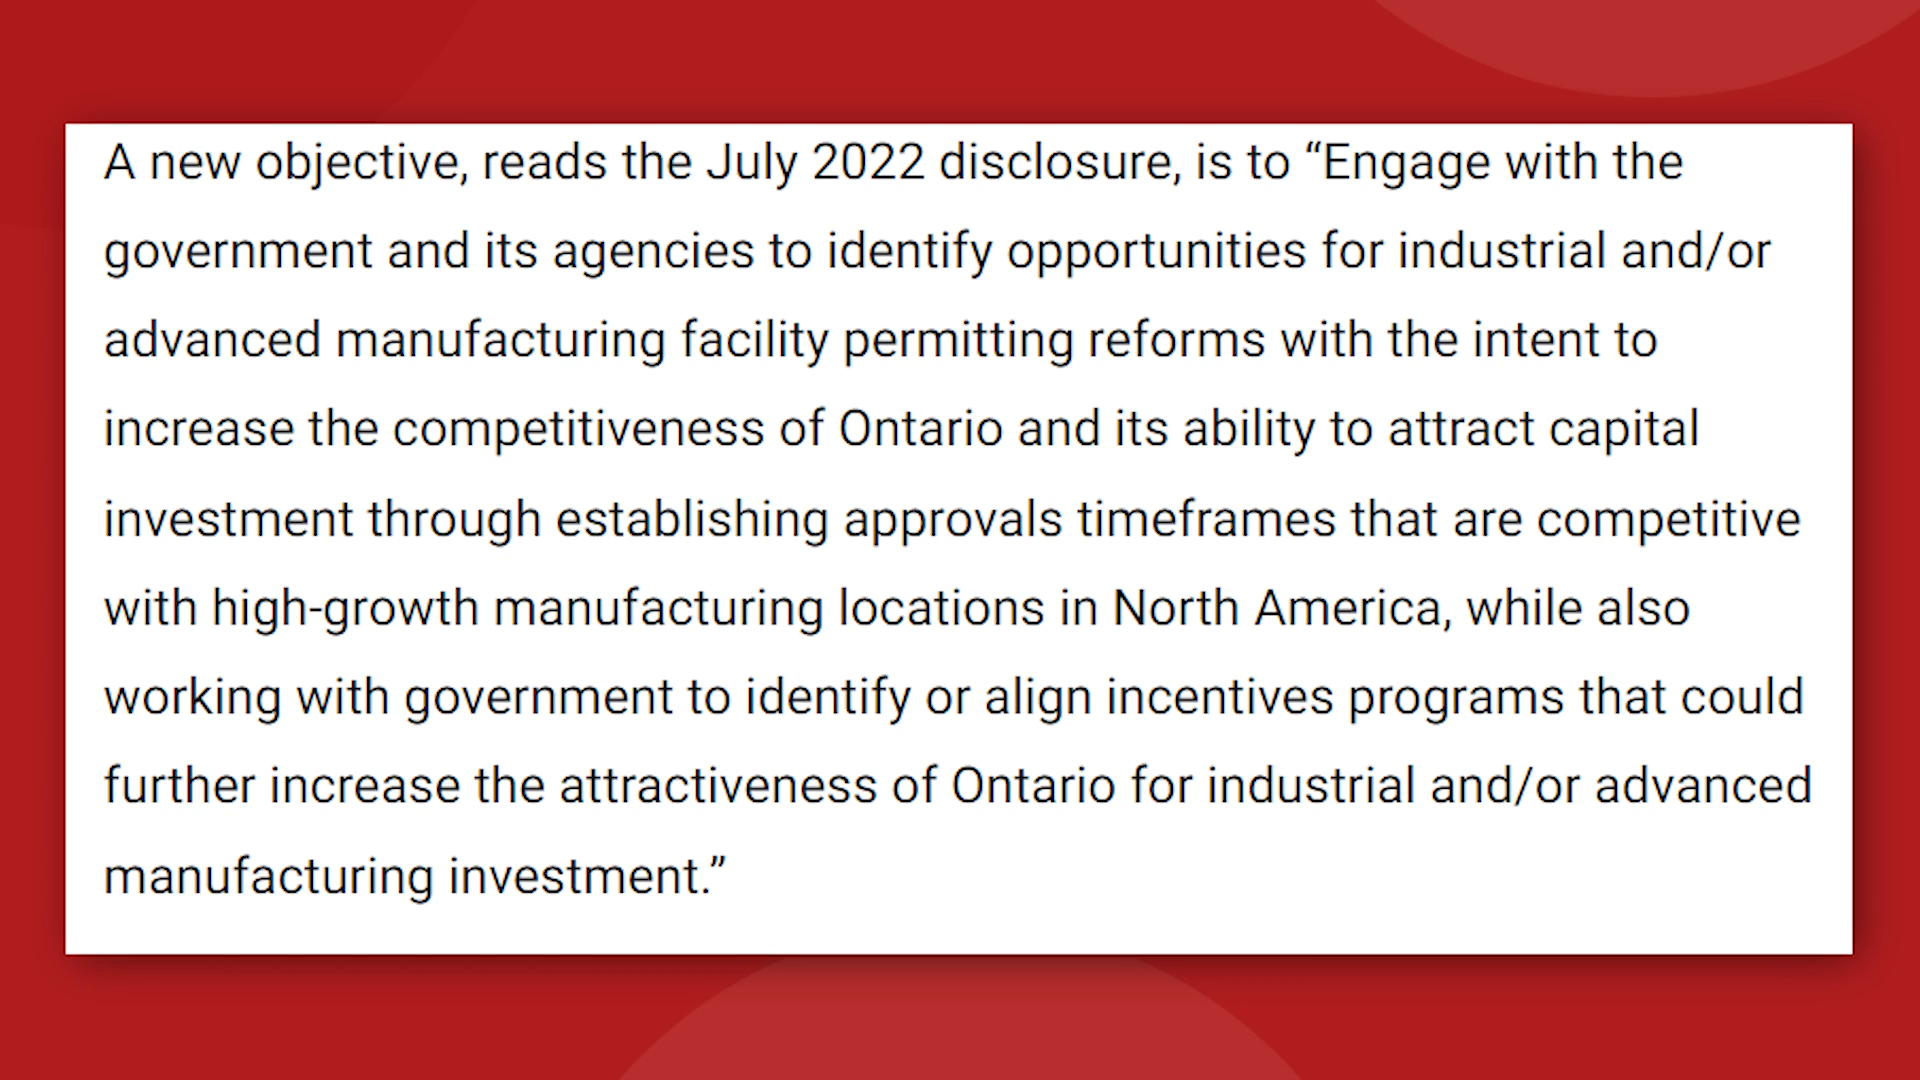 A new objective, reads the July 2022 disclosure, is to “Engage with the
government and its agencies to identify opportunities for industrial and/or
advanced manufacturing facility permitting reforms with the intent to
increase the competitiveness of Ontario and its ability to attract capital
investment through establishing approvals timeframes that are competitive
with high-growth manufacturing locations in North America, while also
working with government to identify or align incentives programs that could
further increase the attractiveness of Ontario for industrial and/or advanced
manufacturing investment.”